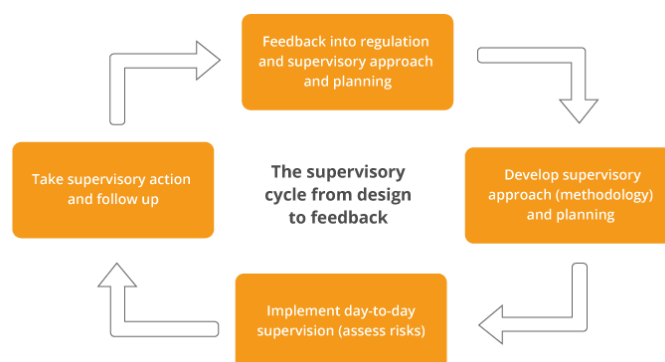 Feedback into regulation
and supervisory approach
and planning
Take supervisory action
and follow up
The supervisory
cycle from design
to feedback
Develop supervisory
approach (methodology)
and planning
Implement day-to-day
supervision (assess risks)